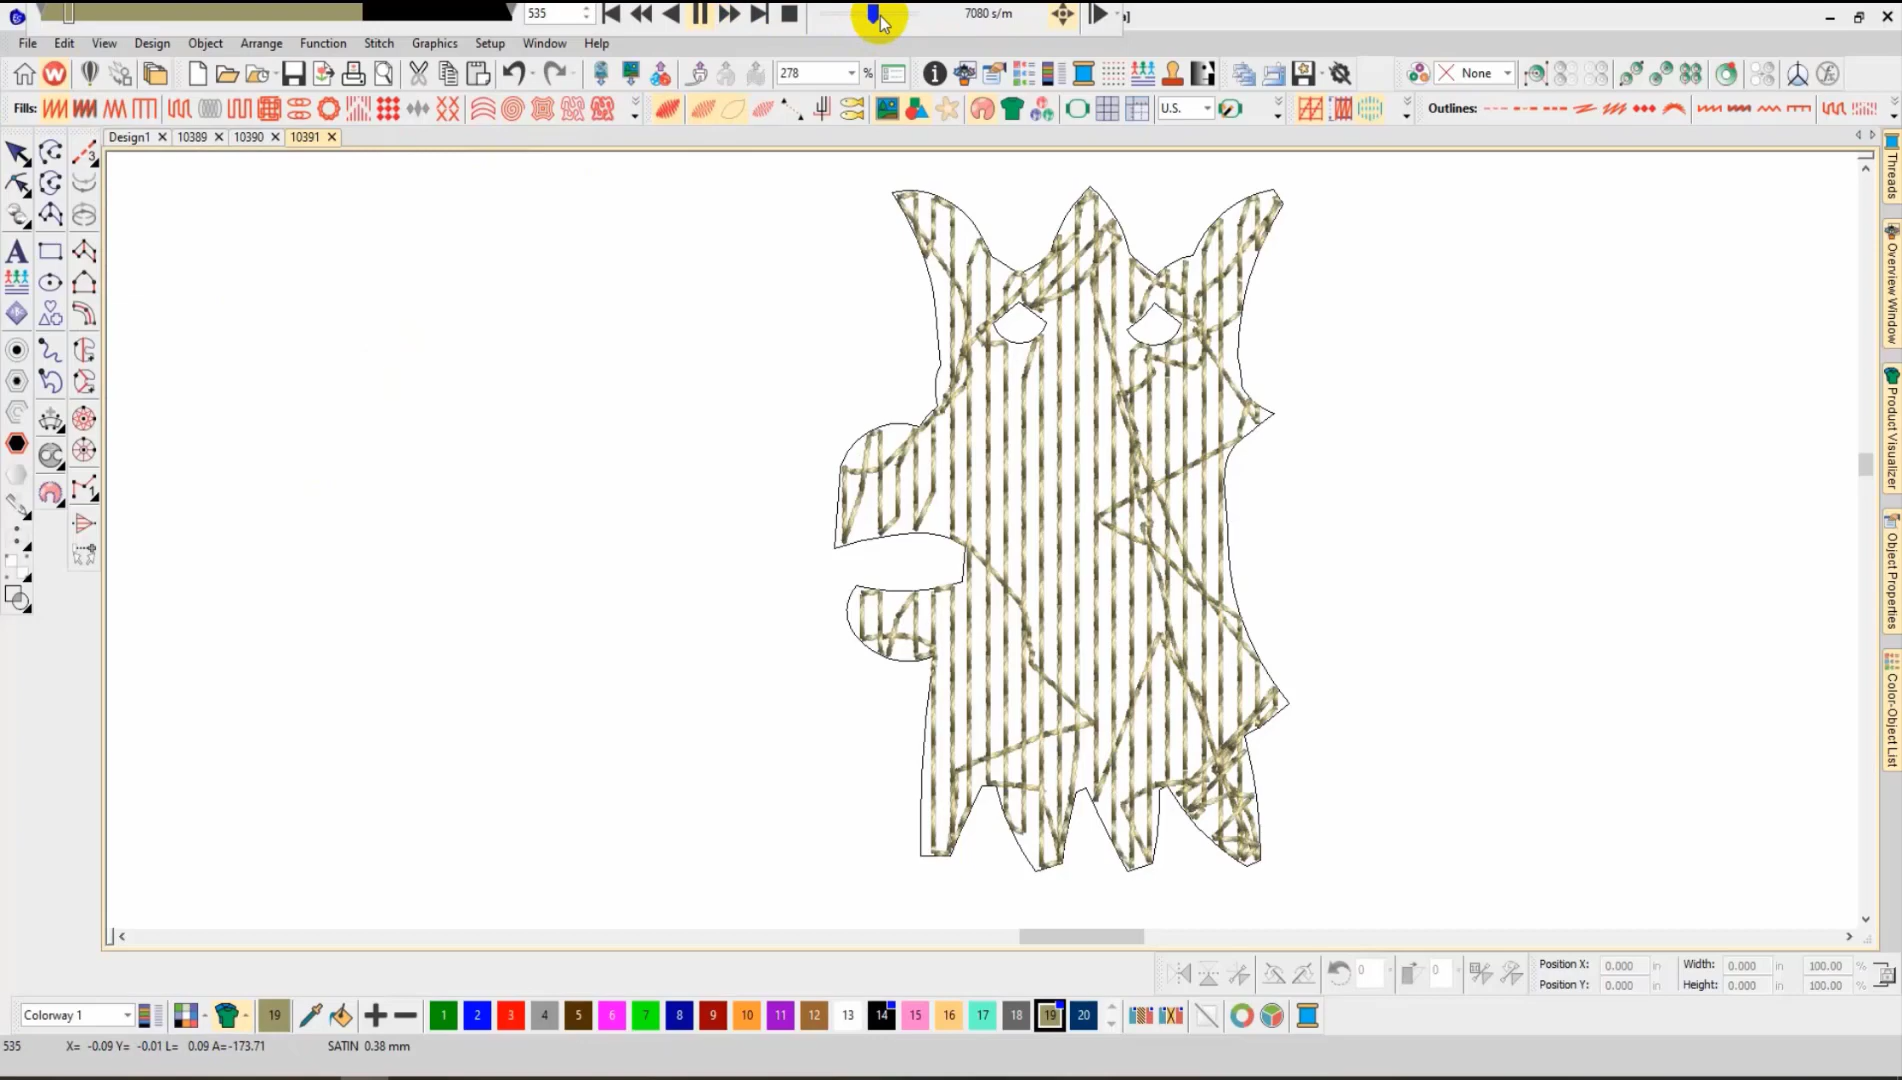 535 7080 s/m
File Edit View Design Object Arrange Function Stitch Graphics Setup Window Help
278 % None
Fills: U.S. Outlines:
Design1 10389 10390 10391
Threads
Overview Window
Product Visualizer
Object Properties
Color-Object List
A
3
1
0 0 Position X: 0.000 in Width: 0.000 in 100.00 %
Position Y: 0.000 in Height: 0.000 in 100.00 %
Colorway 1 19 1 2 3 4 5 6 7 8 9 10 11 12 13 14 15 16 17 18 19 20
535 X= -0.09 Y= -0.01 L= 0.09 A=-173.71 SATIN 0.38 mm